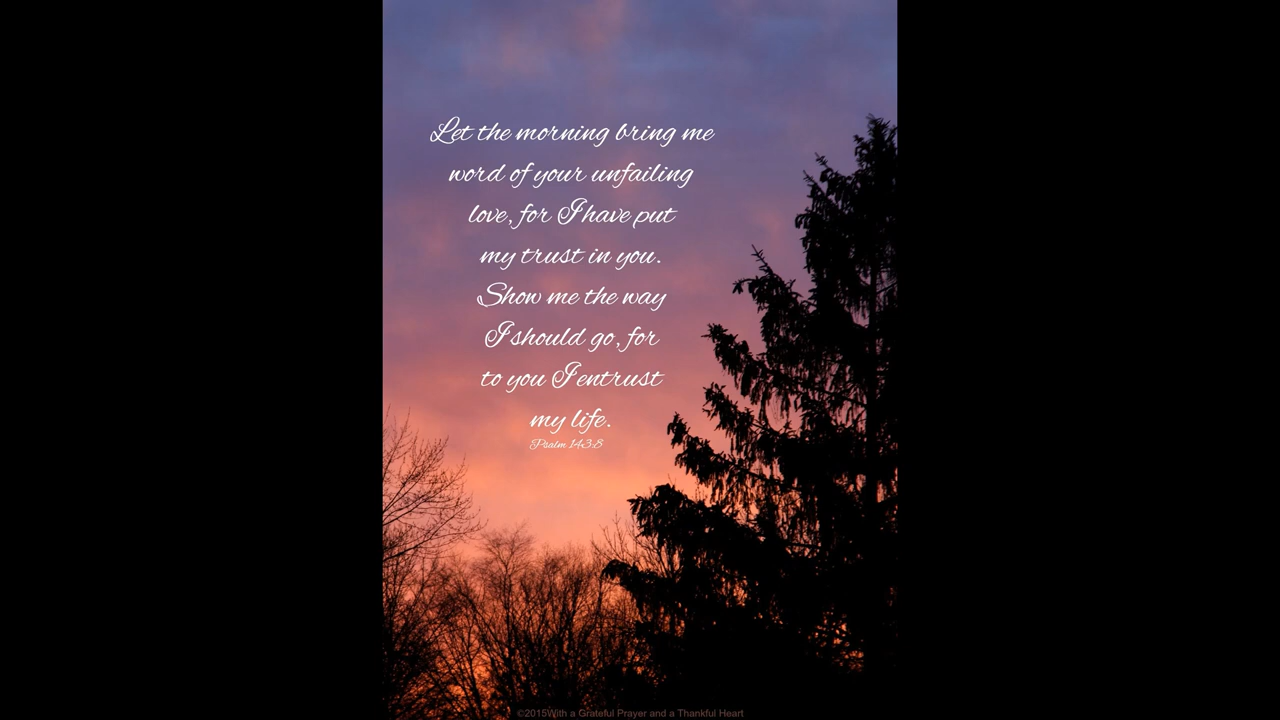 Let the morning bring me
word of your unfailing
love, for I have put
my trust in you.
Show me the way
I should go, for
to you I entrust
my life.
Psalm 143:8
©2015With a Grateful Prayer and a Thankful Heart